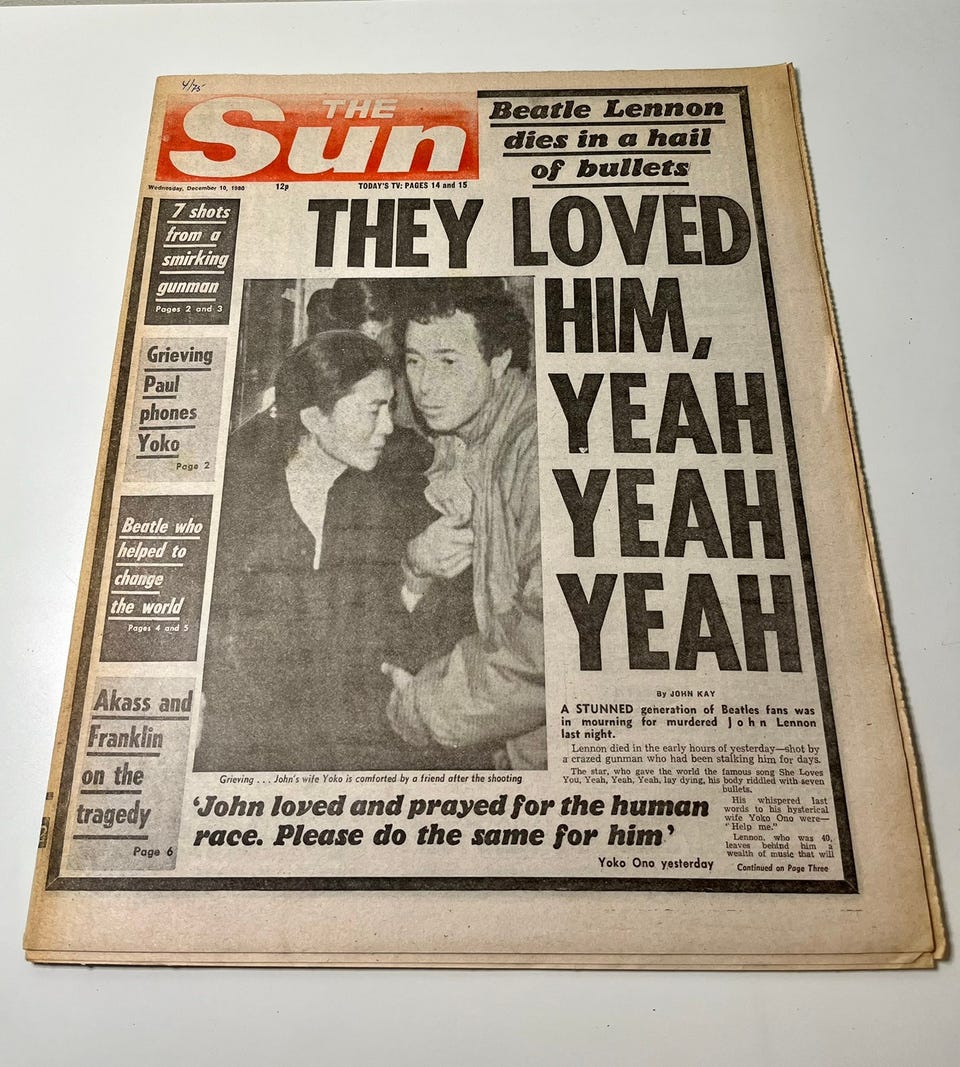 4/75
THE
Sun
Wednesday, December 10, 1980
12p
TODAY'S TV: PAGES 14 and 15
Beatle Lennon
dies in a hail
of bullets
THEY LOVED
HIM,
YEAH
YEAH
YEAH
7 shots
from a
smirking
gunman
Pages 2 and 3
Grieving
Paul
phones
Yoko
Page 2
Beatle who
helped to
change
the world
Pages 4 and 5
Akass and
Franklin
on the
tragedy
Page 6
Grieving . . . John's wife Yoko is comforted by a friend after the shooting
'John loved and prayed for the human
race. Please do the same for him'
Yoko Ono yesterday
By JOHN KAY
A STUNNED generation of Beatles fans was
in mourning for murdered John Lennon
last night.
Lennon died in the early hours of yesterday—shot by
a crazed gunman who had been stalking him for days.
The star, who gave the world the famous song She Loves
You, Yeah, Yeah, Yeah, lay dying, his body riddled with seven
bullets.
His whispered last
words to his hysterical
wife Yoko Ono were—
"Help me."
Lennon, who was 40,
leaves behind him a
wealth of music that will
Continued on Page Three